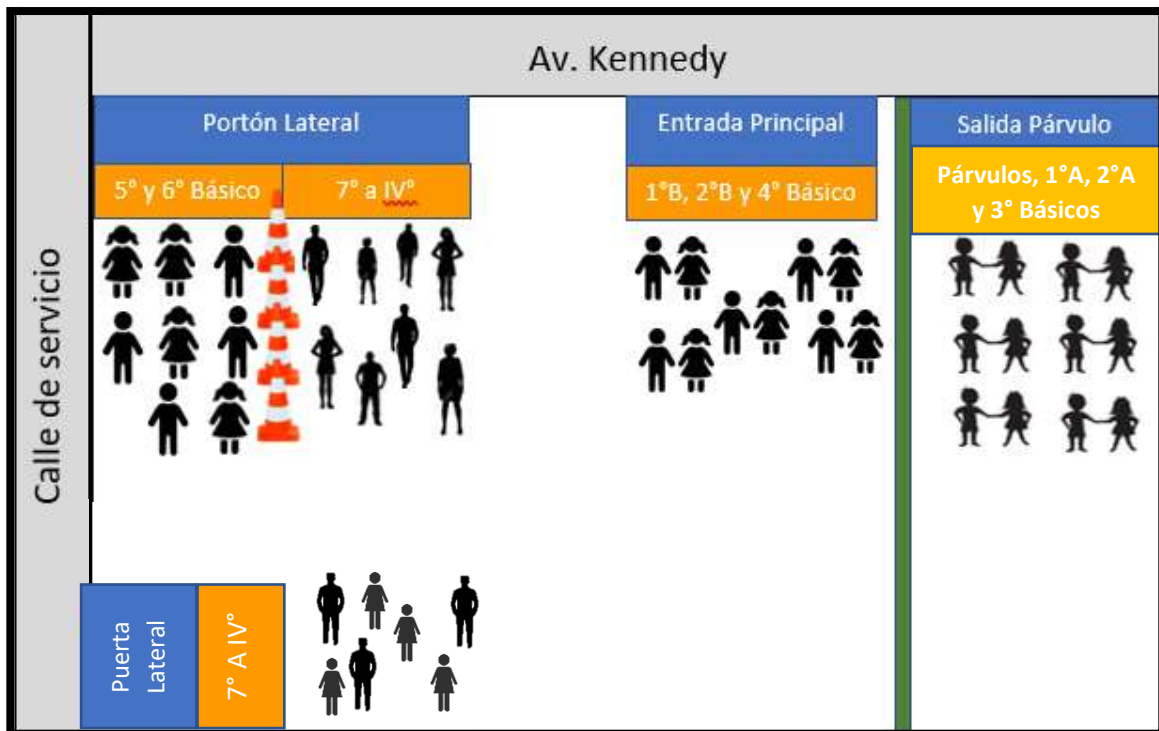 Av. Kennedy
Calle de servicio
Portón Lateral
5° y 6° Básico
7° a IV°
Entrada Principal
1°B, 2°B y 4° Básico
Salida Párvulo
Párvulos, 1°A, 2°A
y 3° Básicos
Puerta
Lateral
7° A IV°